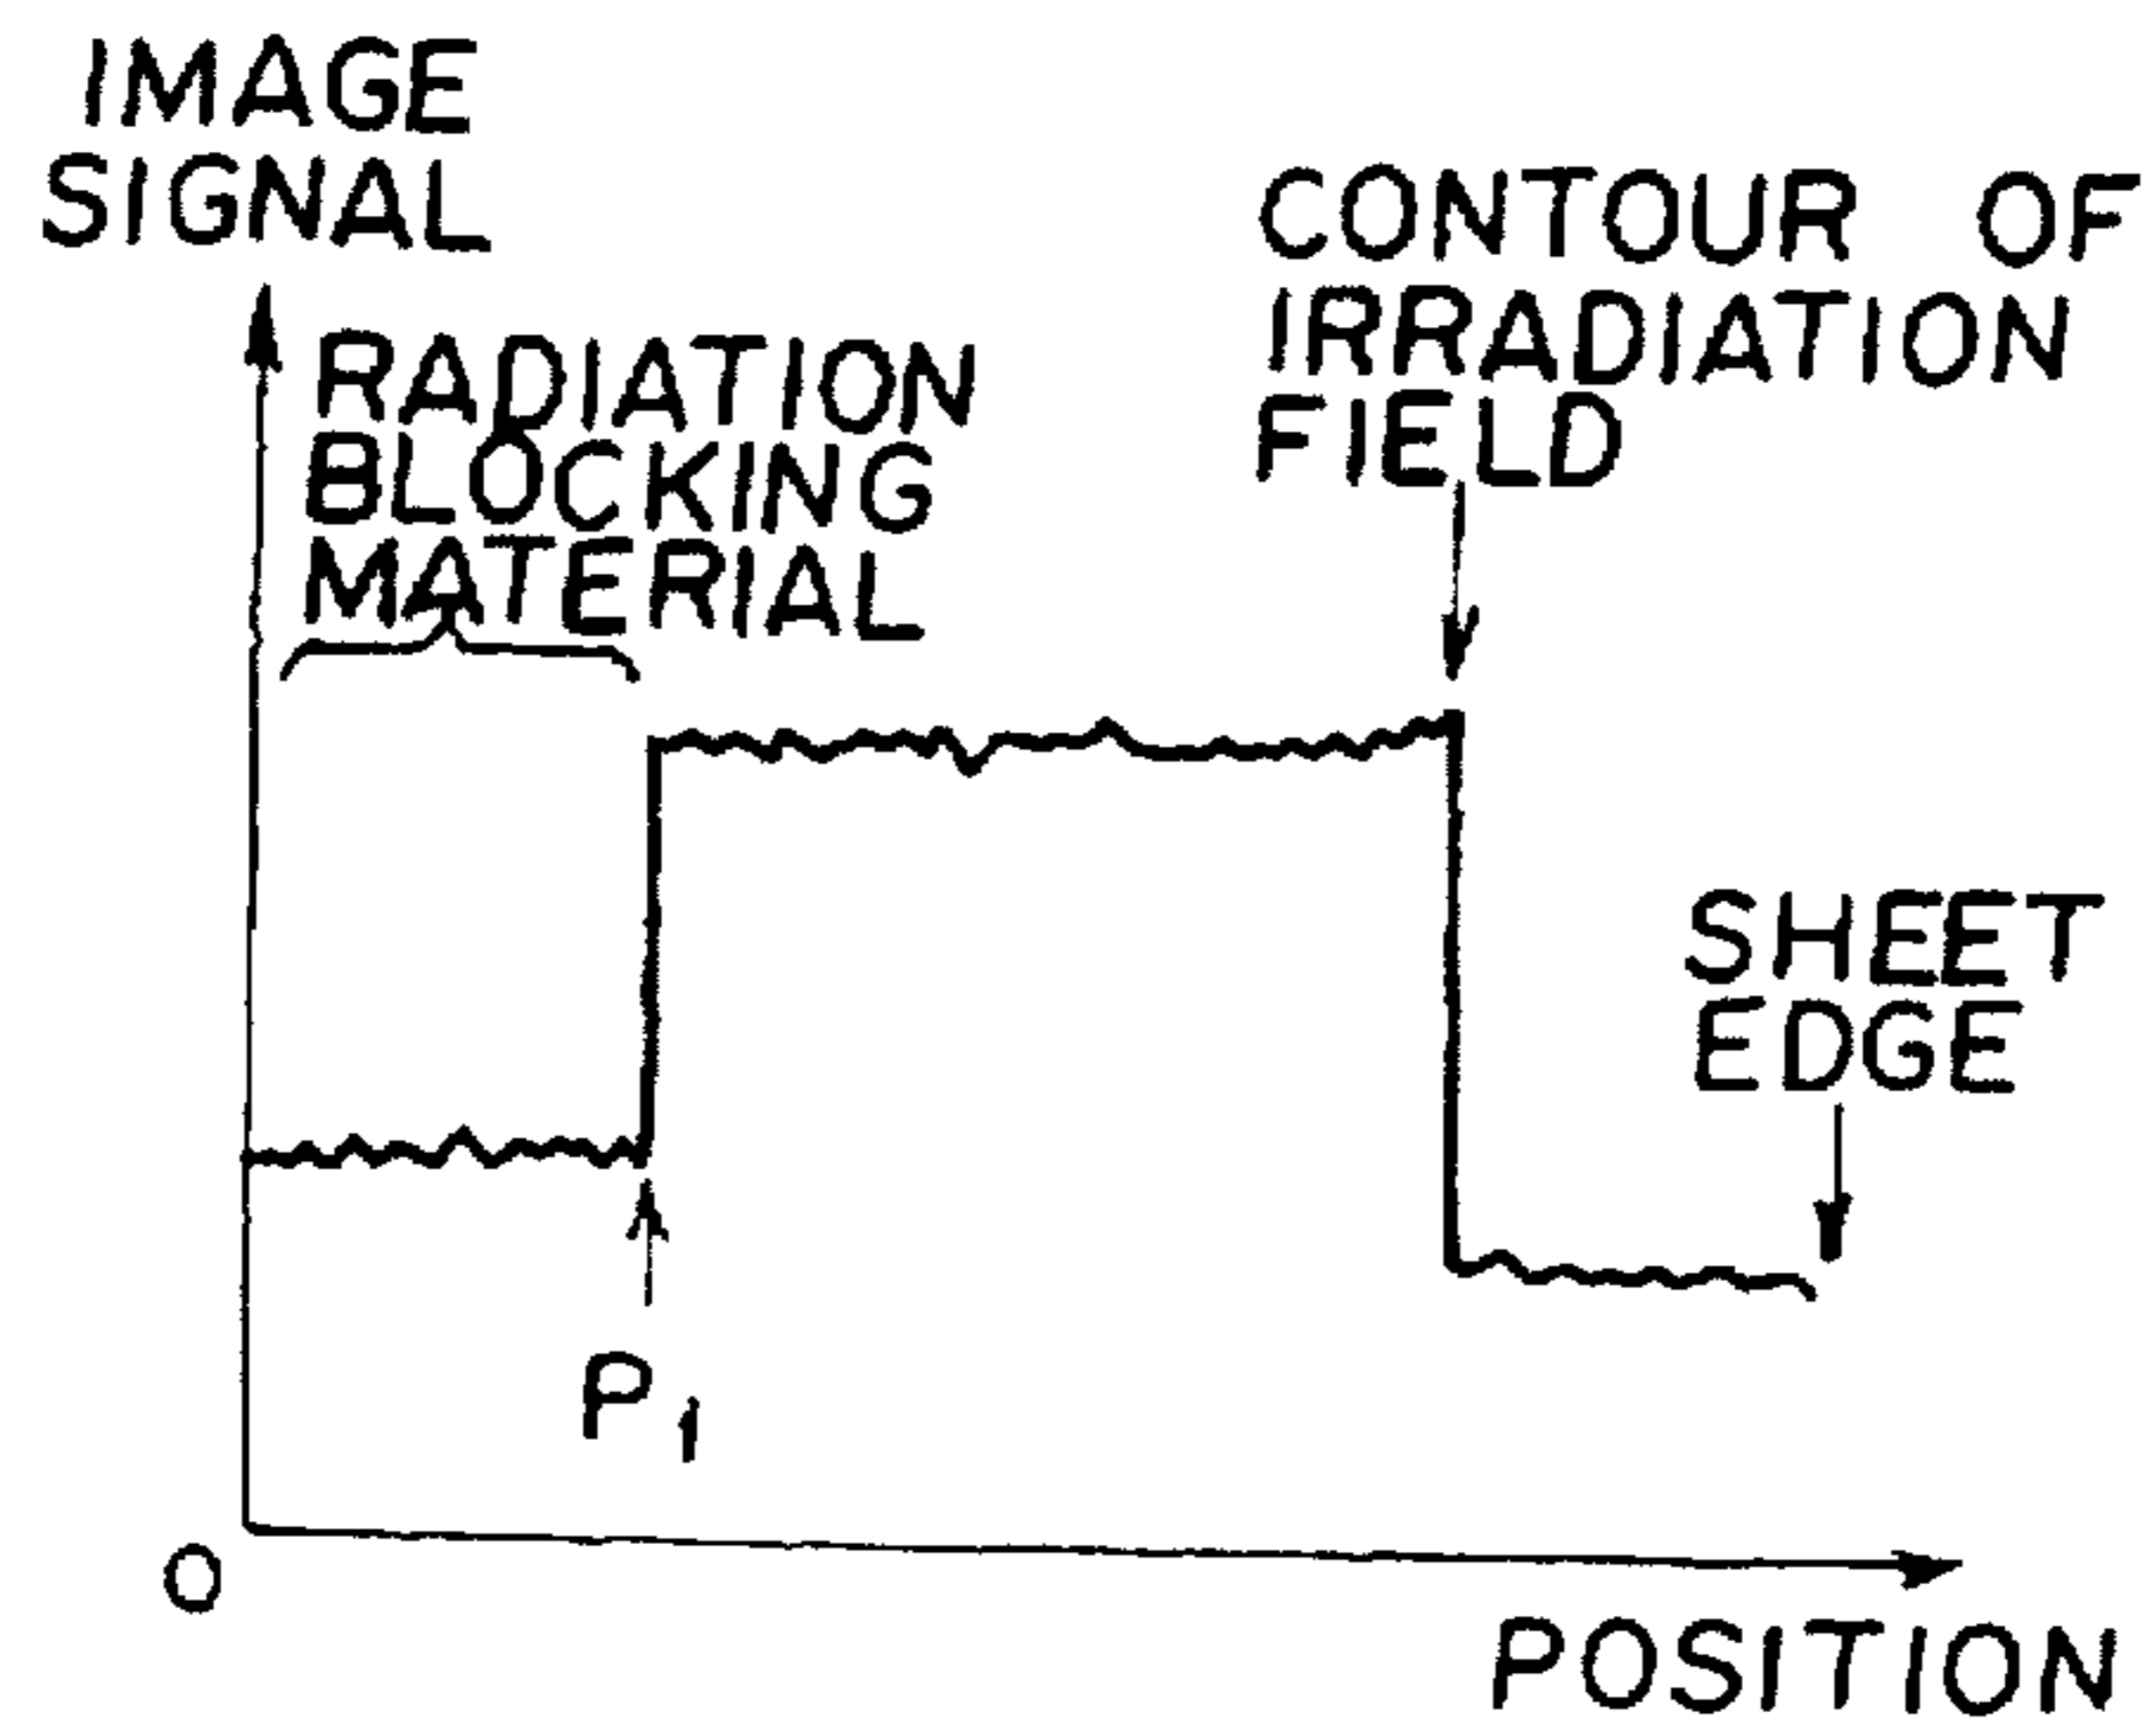 IMAGE
SIGNAL
CONTOUR OF
IRRADIATION
FIELD
RADIATION
BLOCKING
MATERIAL
SHEET
EDGE
P1
O
POSITION